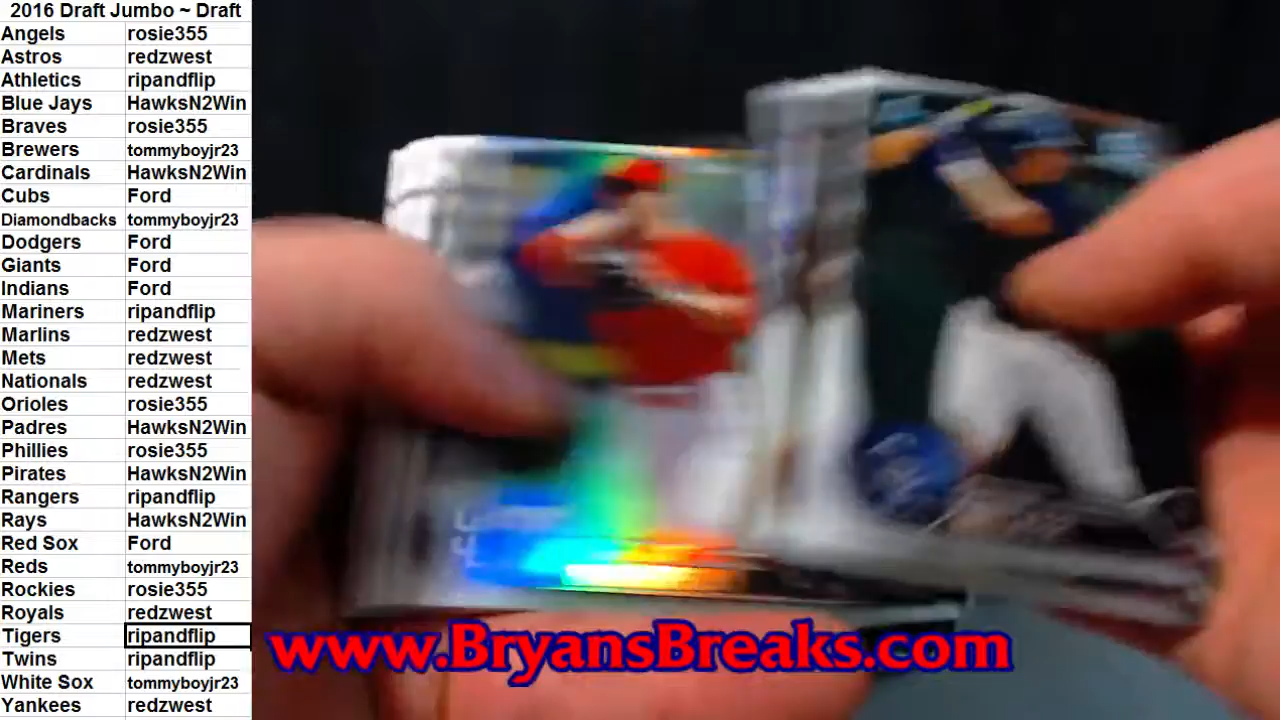 2016 Draft Jumbo ~ Draft
Angels rosie355
Astros redzwest
Athletics ripandflip
Blue Jays HawksN2Win
Braves rosie355
Brewers tommyboyjr23
Cardinals HawksN2Win
Cubs Ford
Diamondbacks tommyboyjr23
Dodgers Ford
Giants Ford
Indians Ford
Mariners ripandflip
Marlins redzwest
Mets redzwest
Nationals redzwest
Orioles rosie355
Padres HawksN2Win
Phillies rosie355
Pirates HawksN2Win
Rangers ripandflip
Rays HawksN2Win
Red Sox Ford
Reds tommyboyjr23
Rockies rosie355
Royals redzwest
Tigers ripandflip
Twins ripandflip
White Sox tommyboyjr23
Yankees redzwest
www.BryansBreaks.com